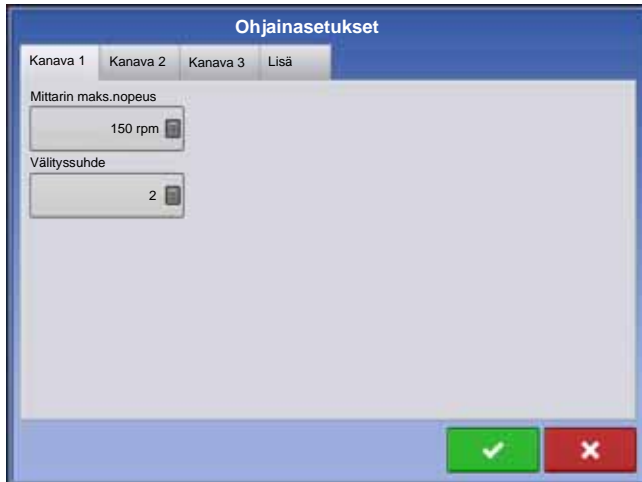 Ohjainasetukset
Kanava 1 Kanava 2 Kanava 3 Lisä
Mittarin maks.nopeus
150 rpm
Välityssuhde
2